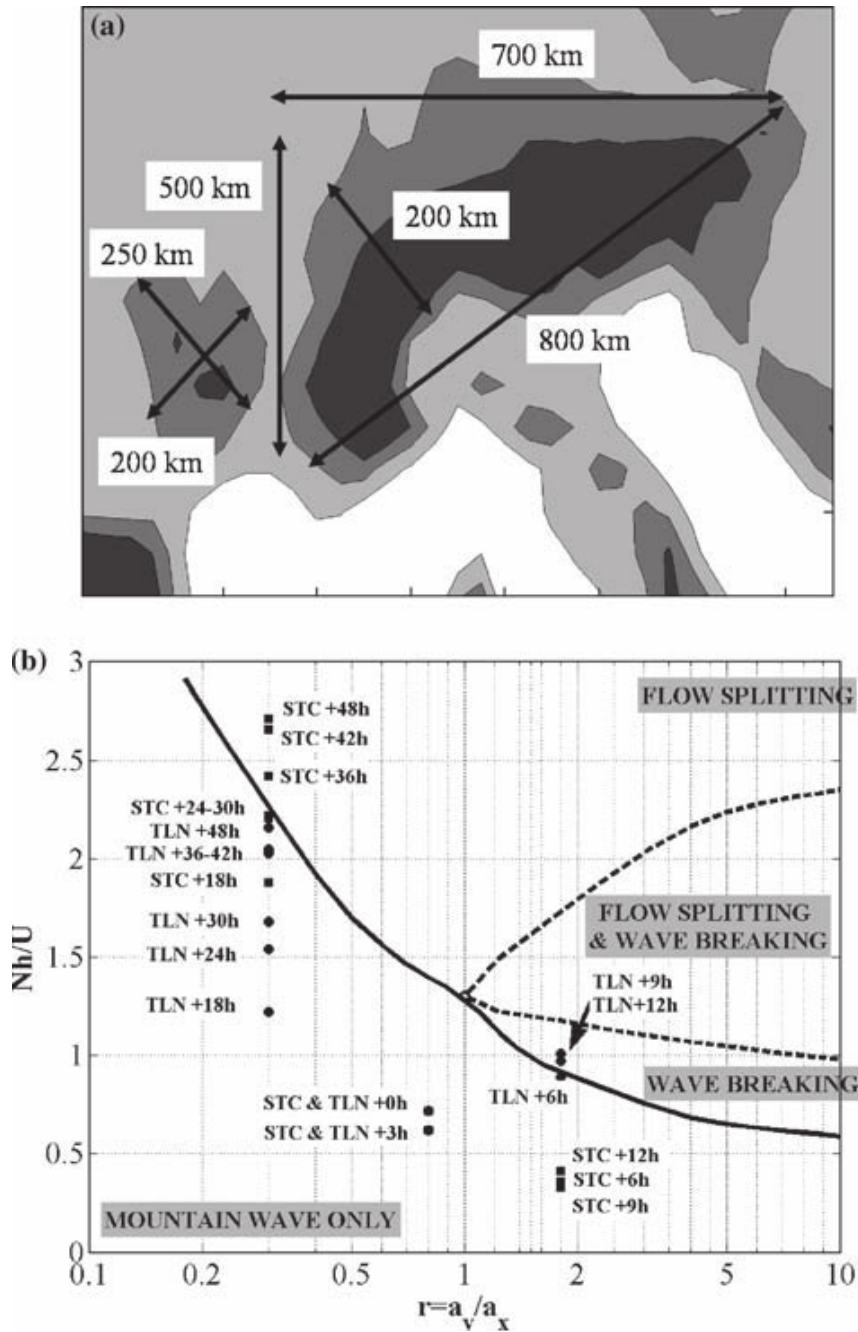 (a)
700 km
500 km
200 km
250 km
800 km
200 km
(b)
3
2.5
2
1.5
1
0.5
0
Nh/U
FLOW SPLITTING
STC +48h
STC +42h
STC +36h
STC +24-30h
TLN +48h
TLN +36-42h
STC +18h
TLN +30h
TLN +24h
TLN +18h
FLOW SPLITTING
& WAVE BREAKING
TLN +9h
TLN+12h
WAVE BREAKING
TLN +6h
STC & TLN +0h
STC & TLN +3h
STC +12h
STC +6h
STC +9h
MOUNTAIN WAVE ONLY
0.1 0.2 0.5 1 2 5 10
r=a_y/a_x